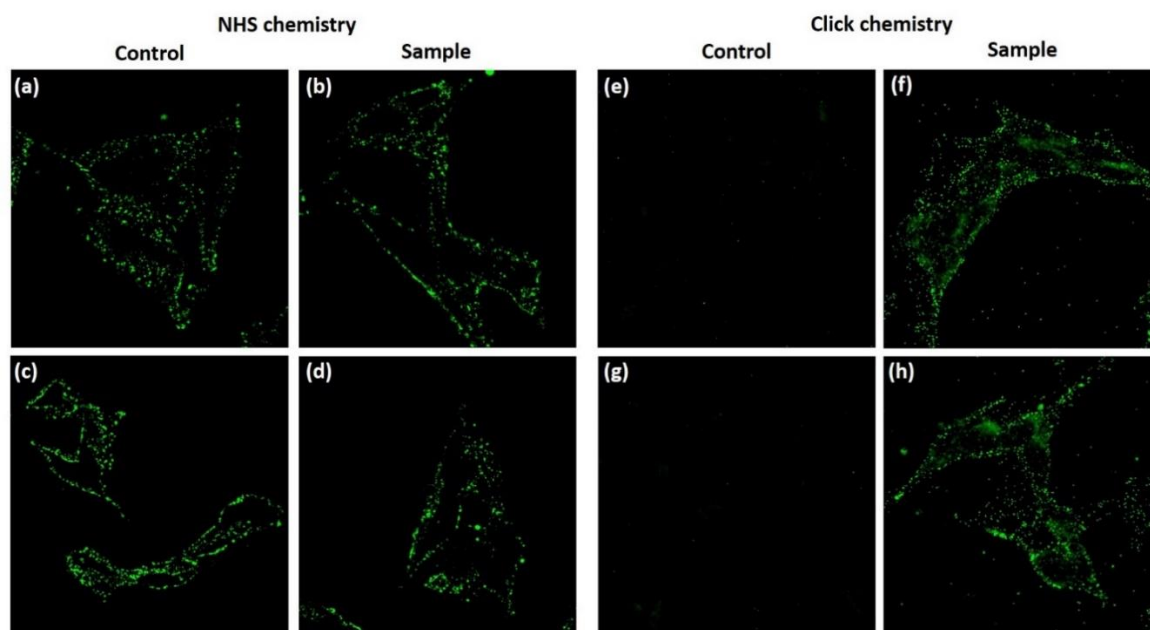 NHS chemistry
Click chemistry
Control
Sample
Control
Sample
(a)
(b)
(e)
(f)
(c)
(d)
(g)
(h)